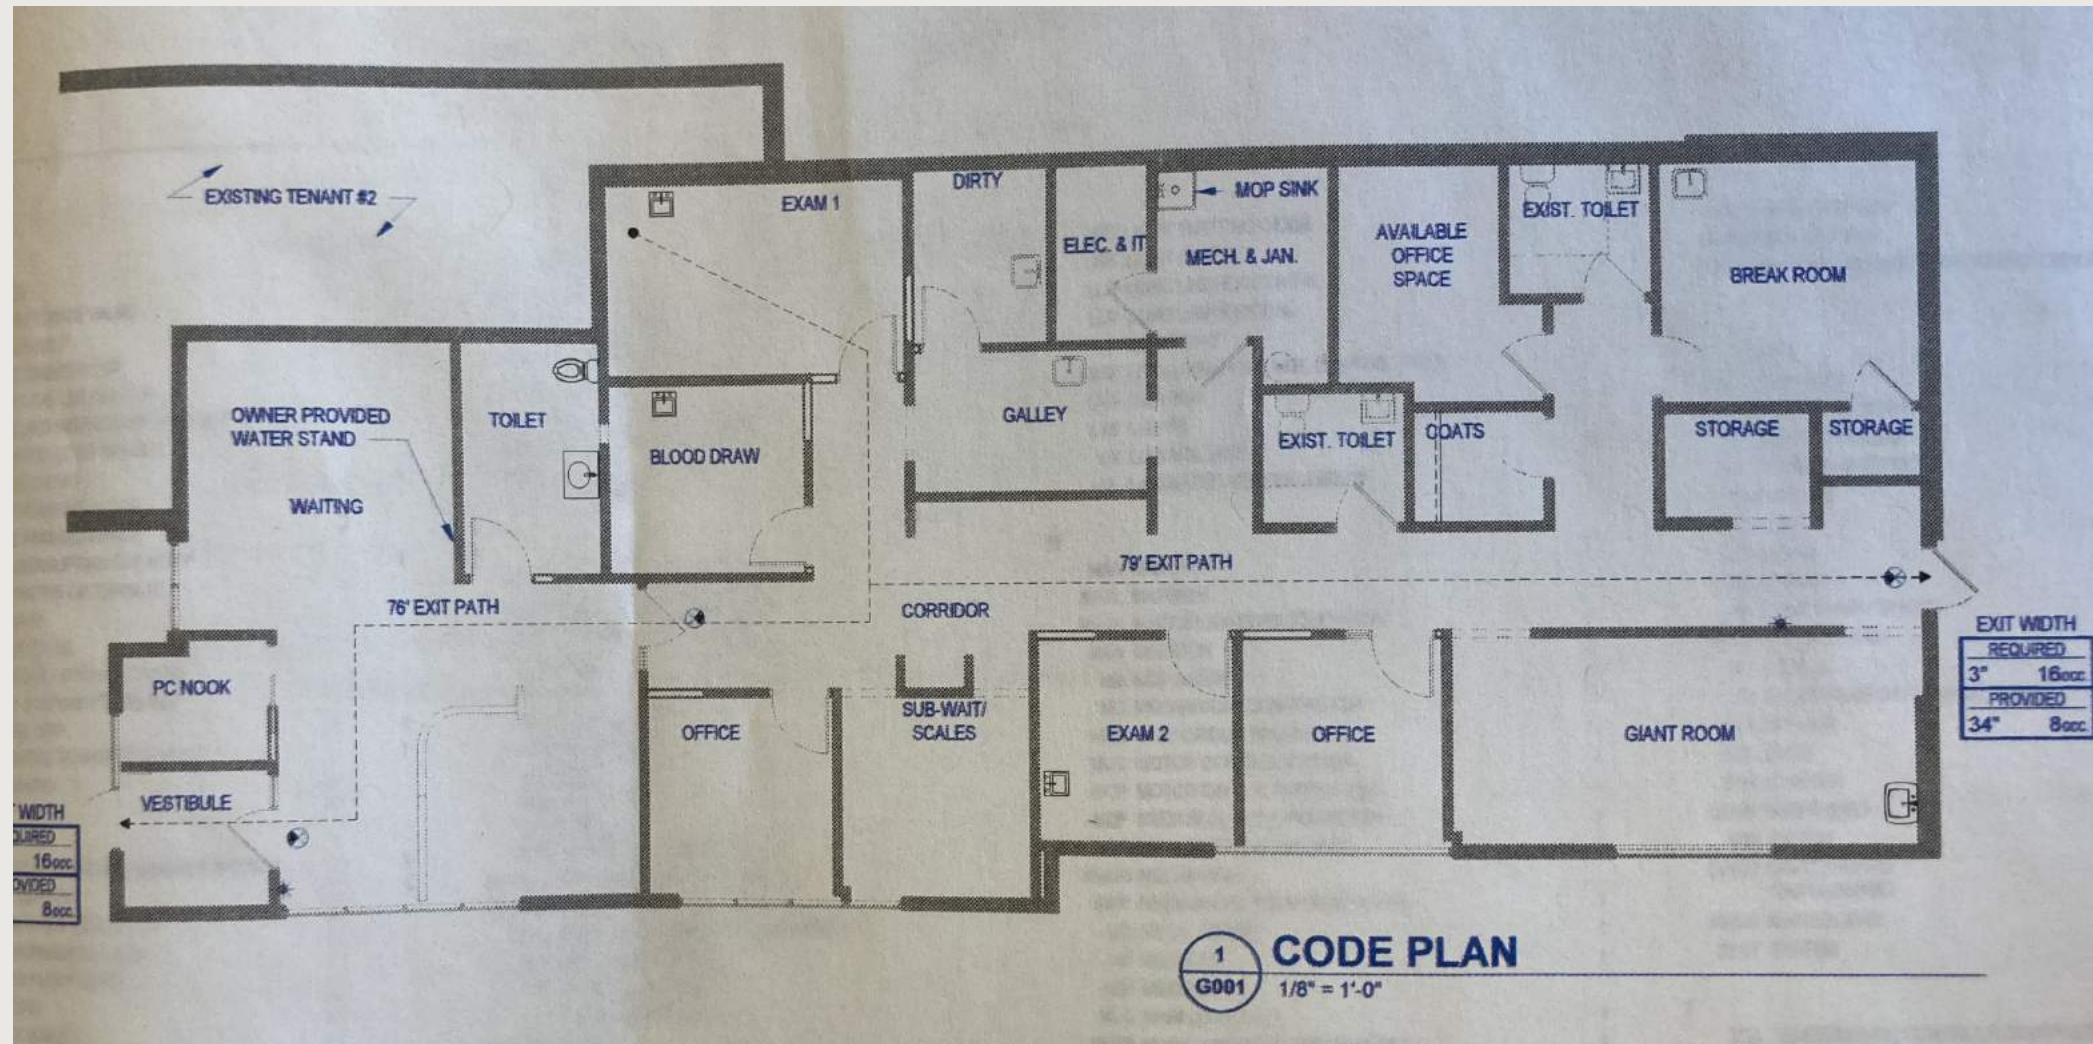 EXISTING TENANT #2
EXAM 1
DIRTY
MOP SINK
ELEC. & IT
MECH. & JAN.
AVAILABLE
OFFICE
SPACE
EXIST. TOILET
BREAK ROOM
OWNER PROVIDED
WATER STAND
TOILET
BLOOD DRAW
GALLEY
EXIST. TOILET
COATS
STORAGE
STORAGE
WAITING
76' EXIT PATH
79' EXIT PATH
CORRIDOR
PC NOOK
OFFICE
SUB-WAIT/
SCALES
EXAM 2
OFFICE
GIANT ROOM
EXIT WIDTH
REQUIRED
3" 16occ.
PROVIDED
34" 8occ.
VESTIBULE
WIDTH
16occ.
8occ.
1
G001
CODE PLAN
1/8" = 1'-0"